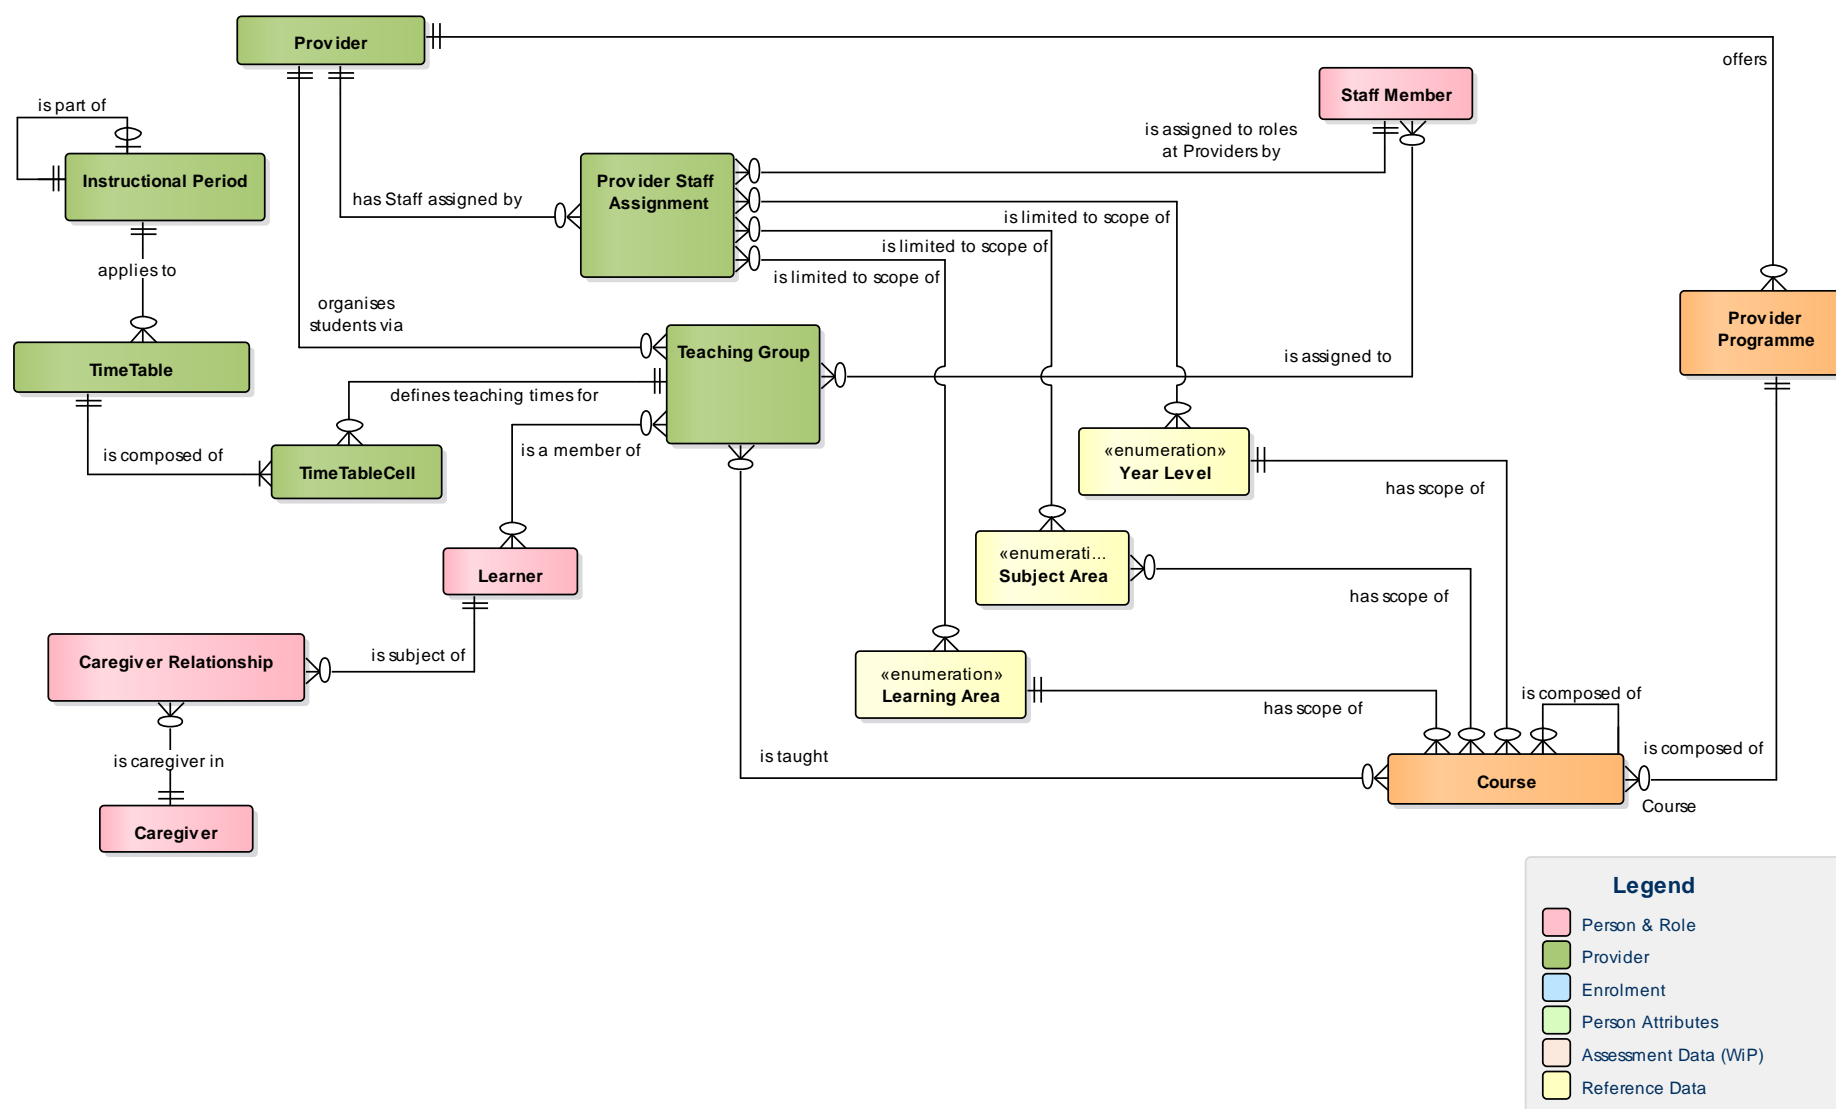 Provider
offers
Staff Member
is part of
is assigned to roles
at Providers by
Instructional Period
Provider Staff
Assignment
has Staff assigned by
is limited to scope of
is limited to scope of
is limited to scope of
applies to
organises
students via
Provider
Programme
Teaching Group
is assigned to
TimeTable
defines teaching times for
is a member of
is composed of
TimeTableCell
«enumeration»
Year Level
has scope of
«enumerati...
Subject Area
has scope of
Learner
is subject of
Caregiver Relationship
«enumeration»
Learning Area
has scope of
is composed of
is composed of
is taught
is caregiver in
Course
Course
Caregiver
Legend
Person & Role
Provider
Enrolment
Person Attributes
Assessment Data (WiP)
Reference Data